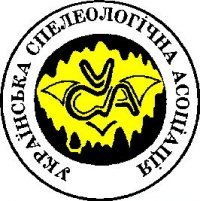 УКРАЇНСЬКА СПЕЛЕОЛОГІЧНА АСОЦІАЦІЯ
УСА